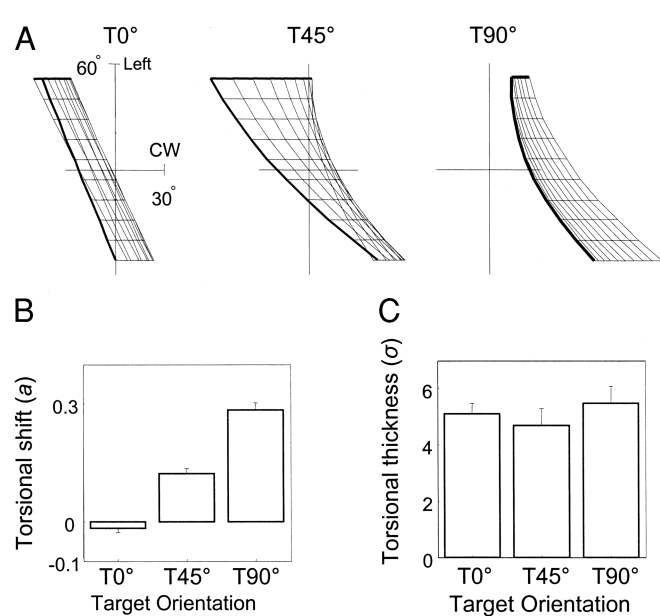 A
T0°
T45°
T90°
60°
Left
CW
30°
B
C
Torsional shift (a)
0.3
0
-0.1
T0° T45° T90°
Target Orientation
Torsional thickness (σ)
6
4
2
0
T0° T45° T90°
Target Orientation